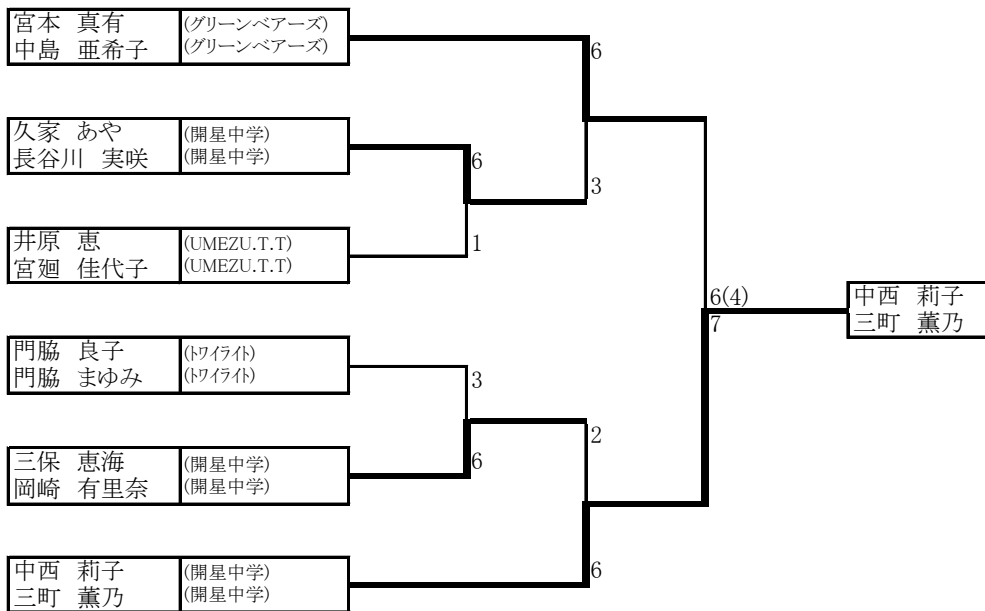 宮本 真有 (グリーンベアーズ)
中島 亜希子 (グリーンベアーズ)
6
久家 あや (開星中学)
長谷川 実咲 (開星中学)
6
3
井原 恵 (UMEZU.T.T)
宮廻 佳代子 (UMEZU.T.T)
1
6(4)
7
中西 莉子
三町 薫乃
門脇 良子 (トワイライト)
門脇 まゆみ (トワイライト)
3
2
三保 恵海 (開星中学)
岡崎 有里奈 (開星中学)
6
中西 莉子 (開星中学)
三町 薫乃 (開星中学)
6